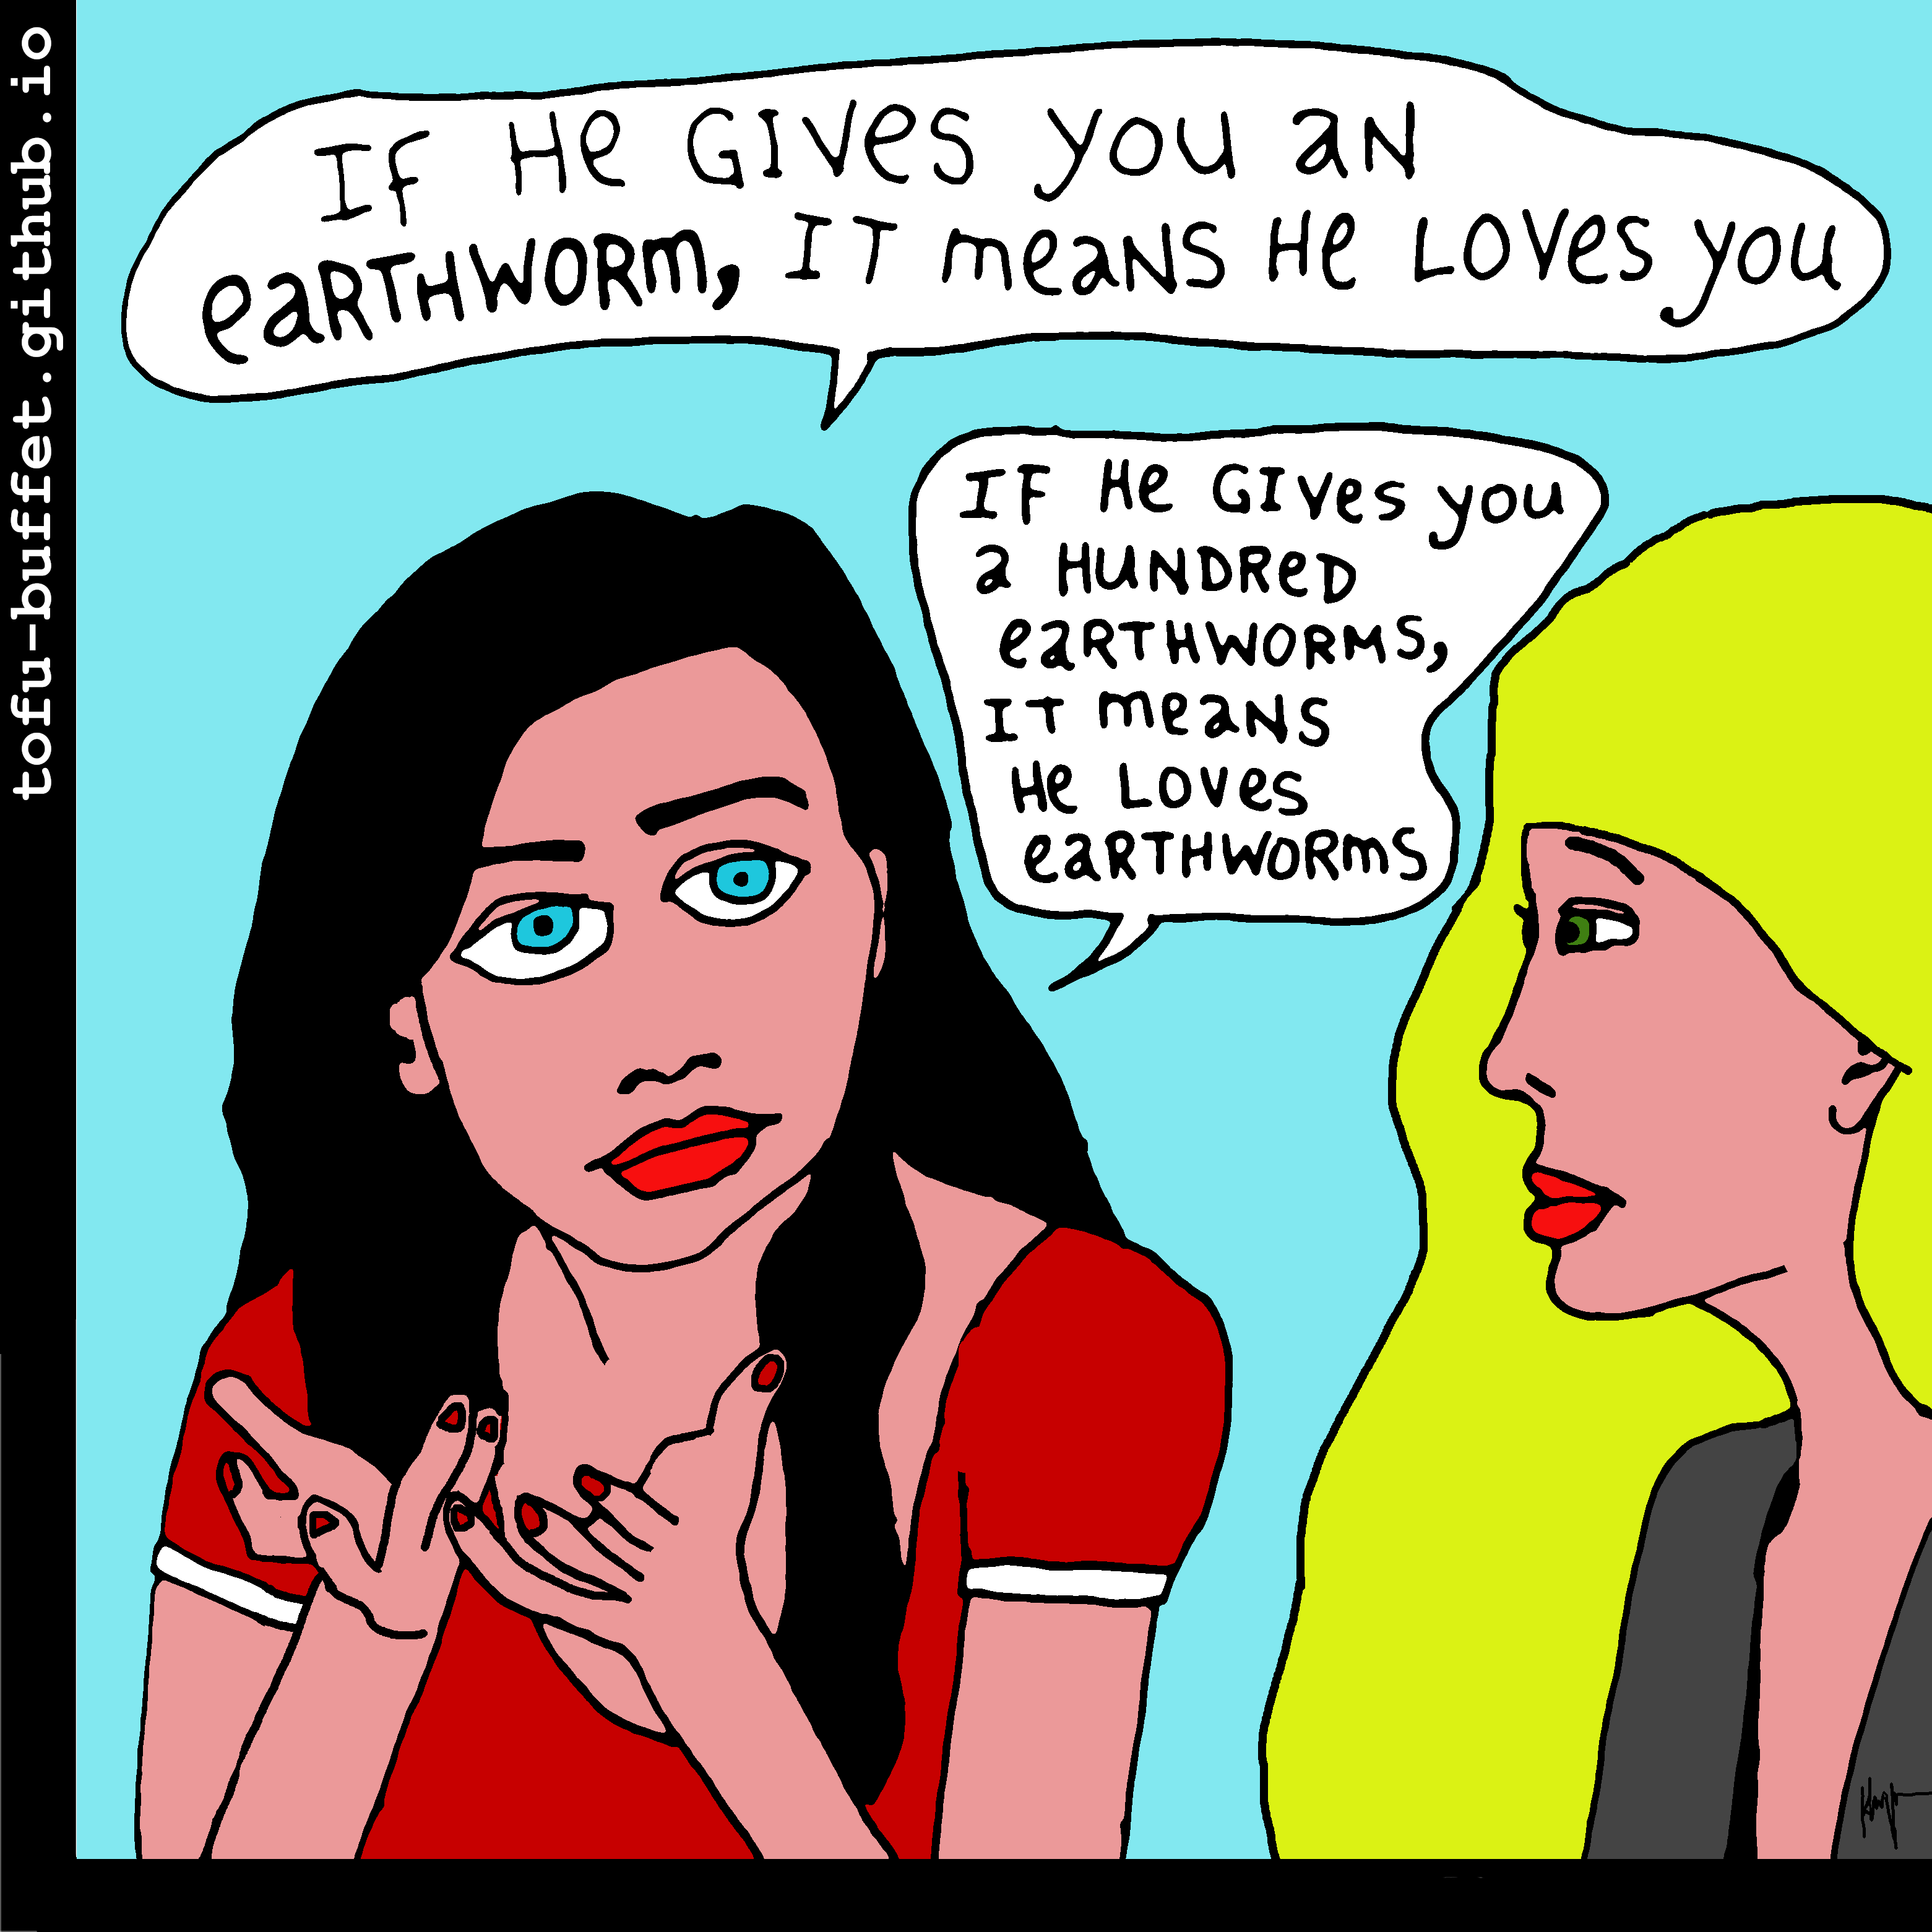 tofu-buffet.github.io
IF He GIVes you aN
eaRTHWORM, IT meaNS He LOVes you
IF He GIVes you
a HUNDReD
eaRTHWORMS,
IT meaNS
He LOVes
eaRTHWORmS